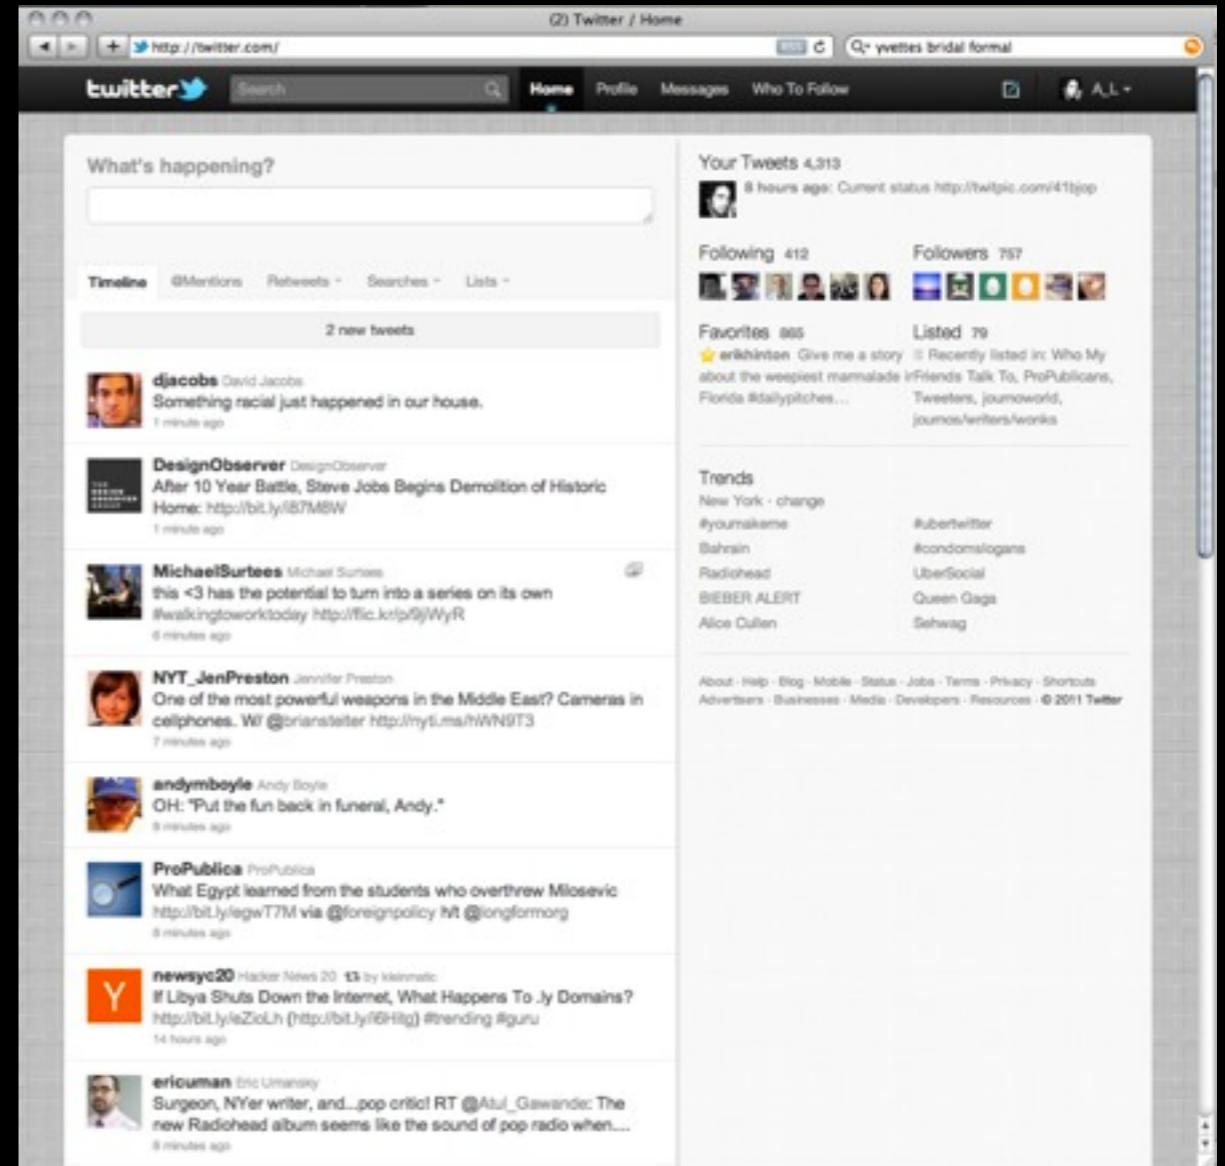 (2) Twitter / Home
http://twitter.com/
RSS
yvettes bridal formal
twitter
Search
Home Profile Messages Who To Follow
A_L
What's happening?
Timeline @Mentions Retweets Searches Lists
2 new tweets
djacobs David Jacobs
Something racial just happened in our house.
1 minute ago
THE DESIGN OBSERVER GROUP
DesignObserver DesignObserver
After 10 Year Battle, Steve Jobs Begins Demolition of Historic
Home: http://bit.ly/i87M8W
1 minute ago
MichaelSurtees Michael Surtees
this <3 has the potential to turn into a series on its own
#walkingtoworktoday http://flic.kr/p/9jiWyR
6 minutes ago
NYT_JenPreston Jennifer Preston
One of the most powerful weapons in the Middle East? Cameras in
cellphones. W/ @brianstelter http://nyti.ms/hWN9T3
7 minutes ago
andymboyle Andy Boyle
OH: "Put the fun back in funeral, Andy."
8 minutes ago
ProPublica ProPublica
What Egypt learned from the students who overthrew Milosevic
http://bit.ly/egwT7M via @foreignpolicy h/t @longformorg
8 minutes ago
Y
newsyc20 Hacker News 20 by kleinmatic
If Libya Shuts Down the Internet, What Happens To .ly Domains?
http://bit.ly/eZioLh (http://bit.ly/i6Hitg) #trending #guru
14 hours ago
ericuman Eric Umansky
Surgeon, NYer writer, and...pop critic! RT @Atul_Gawande: The
new Radiohead album seems like the sound of pop radio when....
8 minutes ago
Your Tweets 4,313
8 hours ago: Current status http://twitpic.com/41bjop
Following 412
Followers 757
Favorites 865
erikhinton Give me a story
about the weepiest marmalade in
Florida #dailypitches...
Listed 79
Recently listed in: Who My
Friends Talk To, ProPublicans,
Tweeters, journoworld,
journos/writers/wonks
Trends
New York · change
#youmakeme #ubertwitter
Bahrain #condomslogans
Radiohead UberSocial
BIEBER ALERT Queen Gaga
Alice Cullen Sehwag
About · Help · Blog · Mobile · Status · Jobs · Terms · Privacy · Shortcuts
Advertisers · Businesses · Media · Developers · Resources · © 2011 Twitter